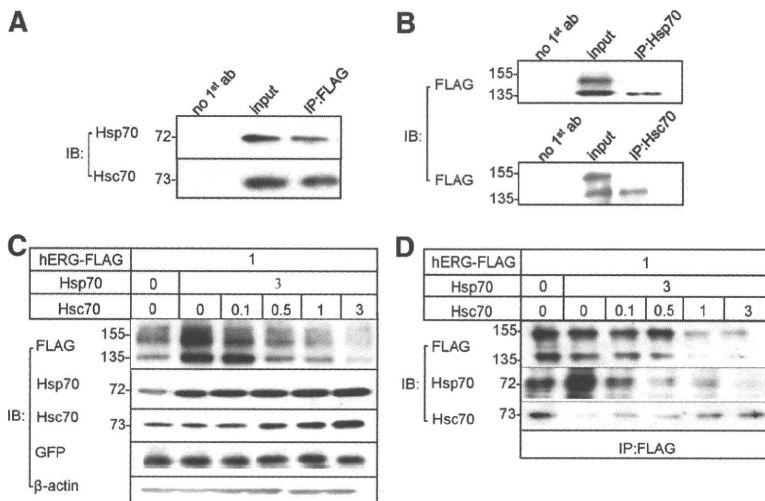 A
no 1st ab
input
IP:FLAG
IB:
Hsp70
72-
Hsc70
73-
B
no 1st ab
input
IP:Hsp70
FLAG
155-
135-
IB:
no 1st ab
input
IP:Hsc70
FLAG
155-
135-
C
hERG-FLAG 1
Hsp70 0 3
Hsc70 0 0 0.1 0.5 1 3
IB:
FLAG
155-
135-
Hsp70
72-
Hsc70
73-
GFP
β-actin
D
hERG-FLAG 1
Hsp70 0 3
Hsc70 0 0 0.1 0.5 1 3
IB:
FLAG
155-
135-
Hsp70
72-
Hsc70
73-
IP:FLAG